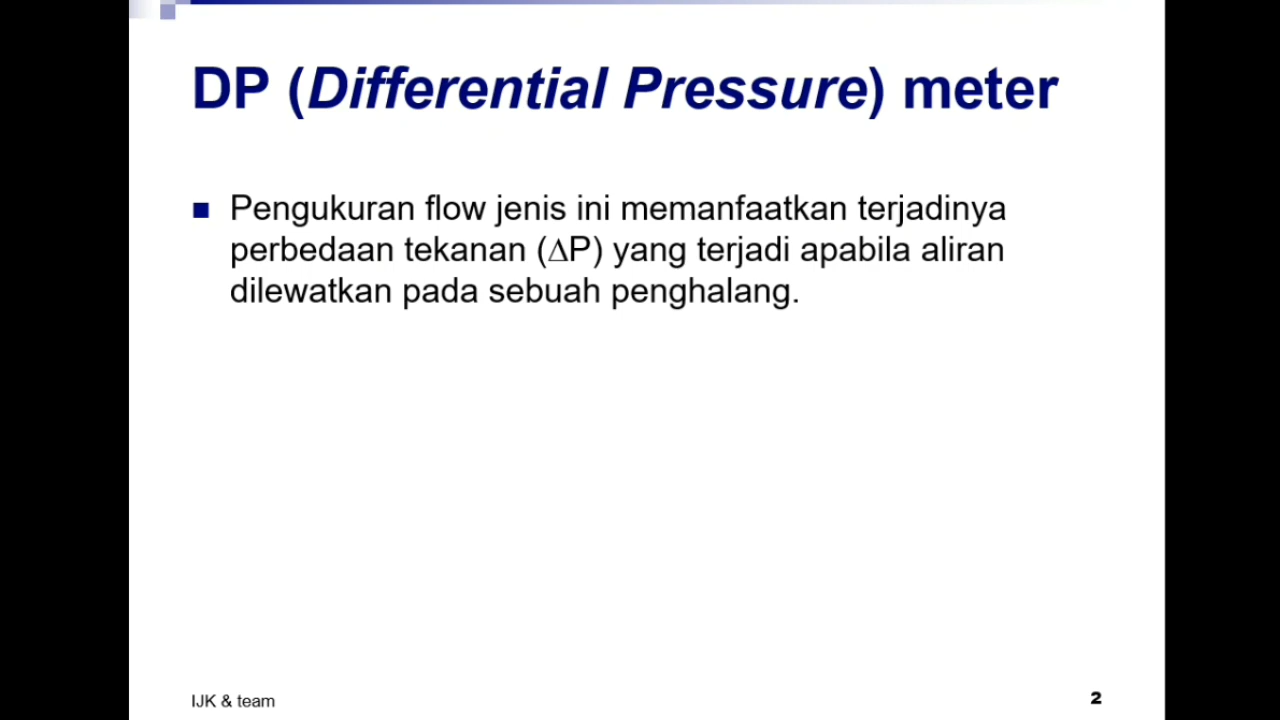 DP (Differential Pressure) meter
Pengukuran flow jenis ini memanfaatkan terjadinya
perbedaan tekanan (∆P) yang terjadi apabila aliran
dilewatkan pada sebuah penghalang.
IJK & team
2